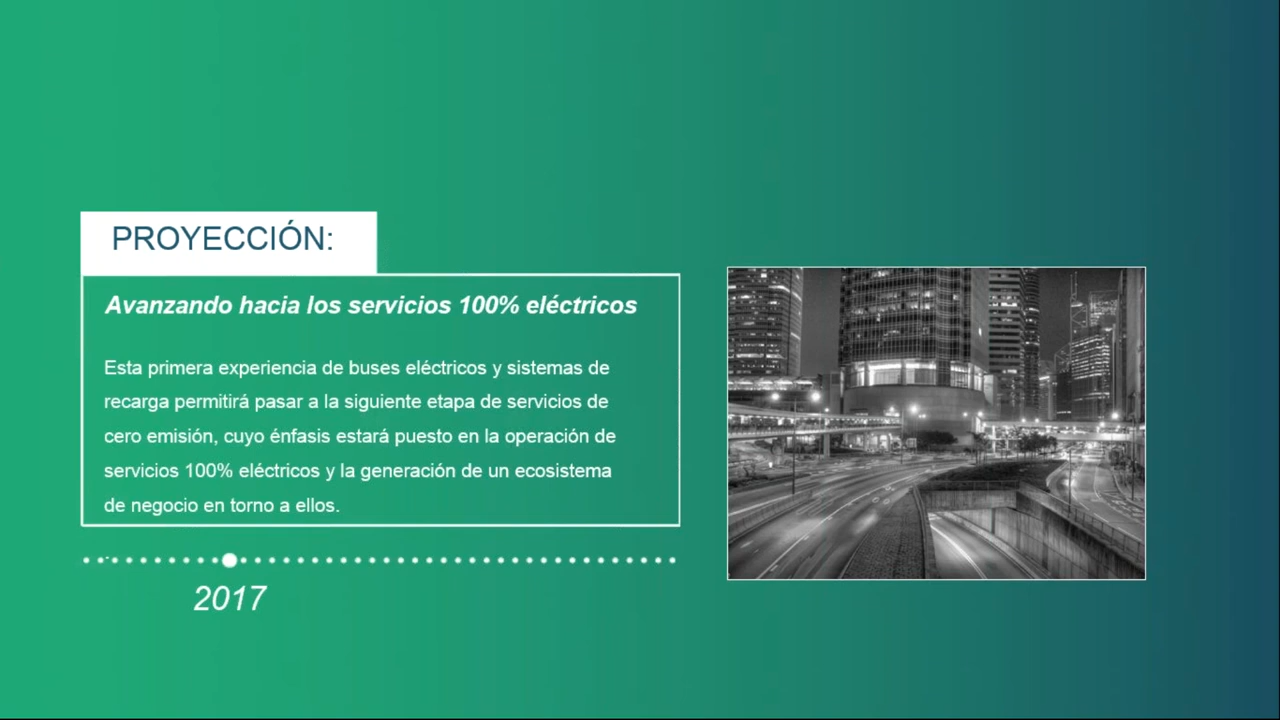 PROYECCIÓN:
Avanzando hacia los servicios 100% eléctricos
Esta primera experiencia de buses eléctricos y sistemas de
recarga permitirá pasar a la siguiente etapa de servicios de
cero emisión, cuyo énfasis estará puesto en la operación de
servicios 100% eléctricos y la generación de un ecosistema
de negocio en torno a ellos.
2017